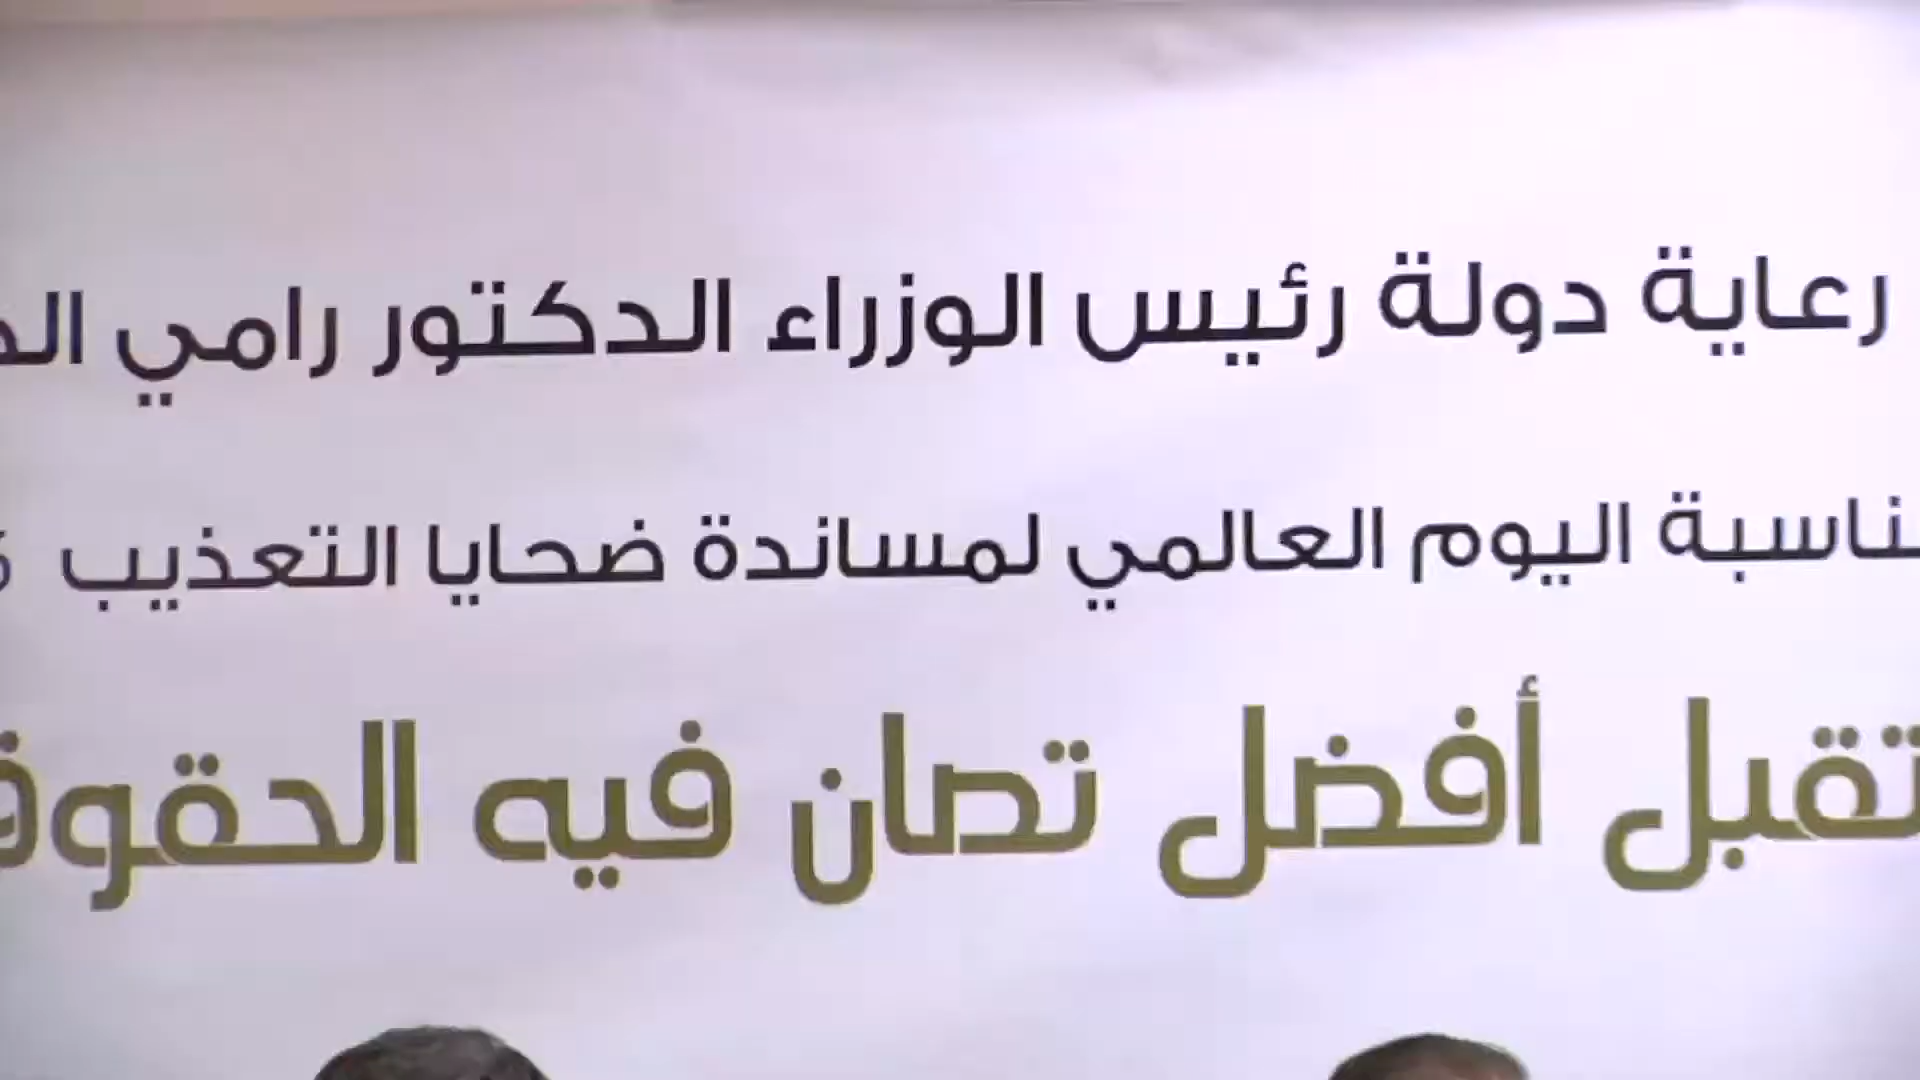 رعاية دولة رئيس الوزراء الدكتور رامي
اليوم العالمي لمساندة ضحايا التعذيب
أفضل تصان فيه